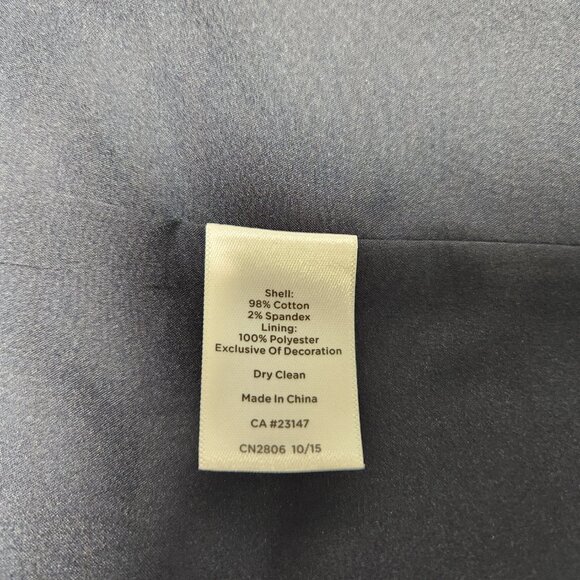 Shell:
98% Cotton
2% Spandex
Lining:
100% Polyester
Exclusive Of Decoration
Dry Clean
Made In China
CA #23147
CN2806 10/15